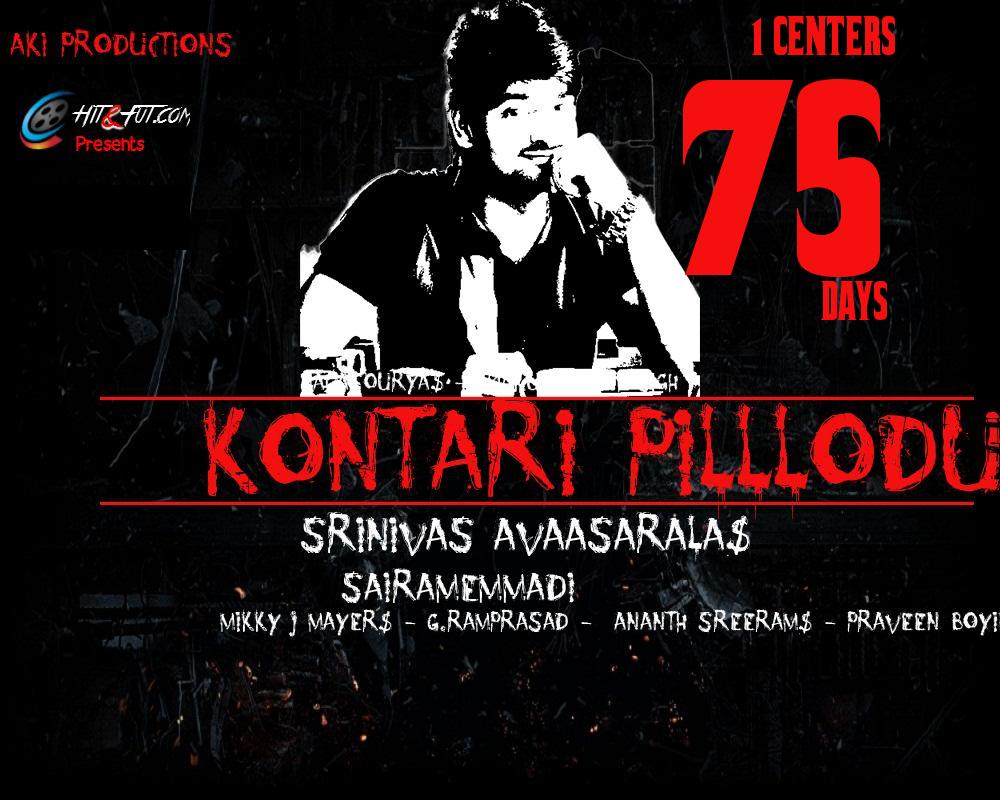 AKI PRODUCTIONS
HIT&FUT.COM
Presents
1 CENTERS
75
DAYS
KONTARI PILLLODU
SRINIVAS AVAASARALA$
SAIRAMEMMADI
MIKKY J MAYER$ - G.RAMPRASAD - ANANTH SREERAM$ - PRAVEEN BOYI